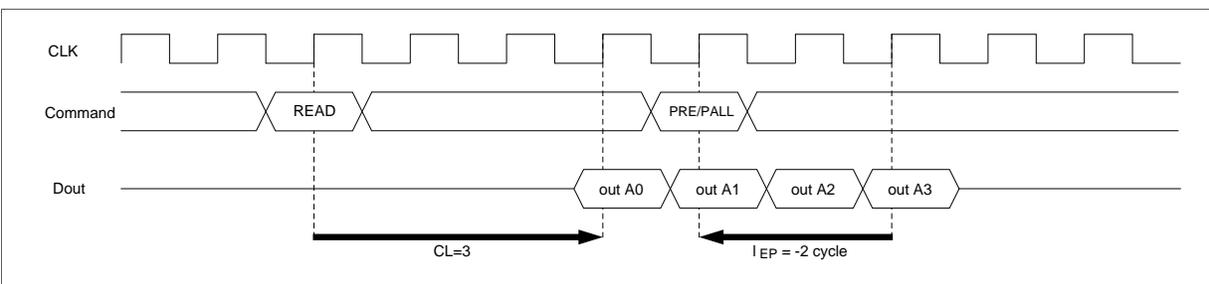 CLK
Command READ PRE/PALL
Dout out A0 out A1 out A2 out A3
CL=3 l EP = -2 cycle